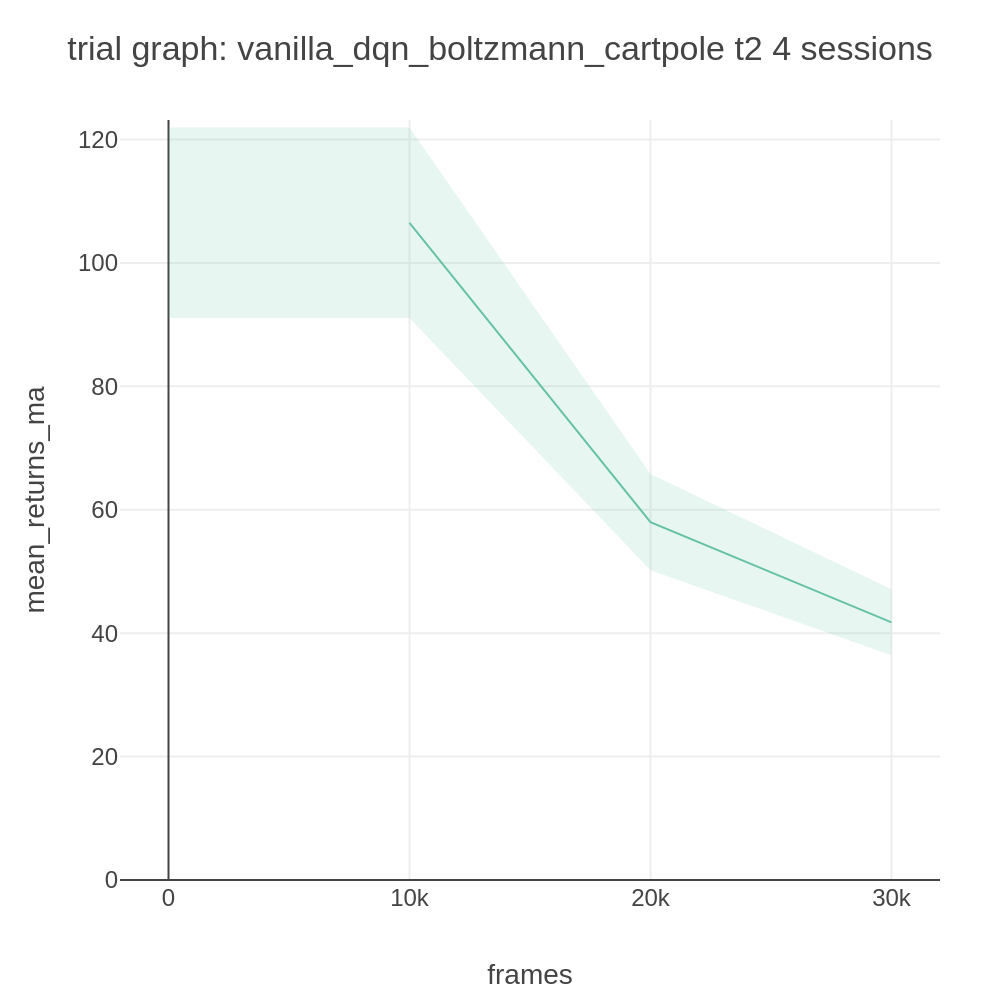 trial graph: vanilla_dqn_boltzmann_cartpole t2 4 sessions
120
100
80
60
40
20
0
mean_returns_ma
0 10k 20k 30k
frames